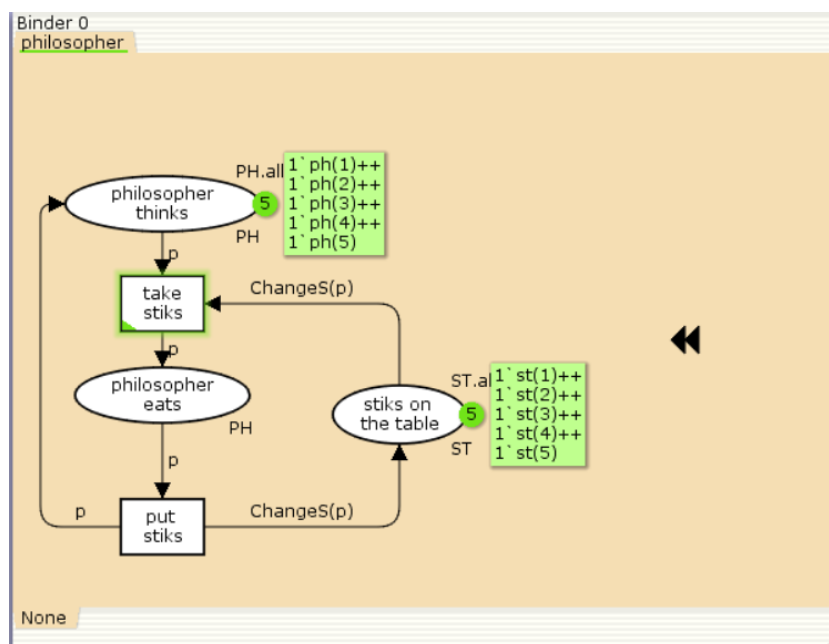 Binder 0
philosopher
PH.all
1`ph(1)++
1`ph(2)++
1`ph(3)++
1`ph(4)++
1`ph(5)
philosopher
thinks
5
PH
p
take
stiks
ChangeS(p)
p
philosopher
eats
PH
ST.al
1`st(1)++
1`st(2)++
1`st(3)++
1`st(4)++
1`st(5)
stiks on
the table
5
ST
p
p
put
stiks
ChangeS(p)
None